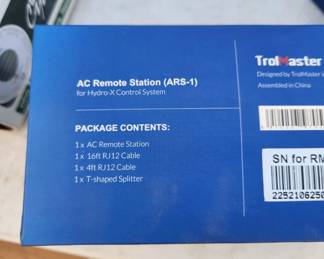 AC Remote Station (ARS-1)
for Hydro-X Control System
PACKAGE CONTENTS:
1 x AC Remote Station
1 x 16ft RJ12 Cable
1 x 4ft RJ12 Cable
1 x T-shaped Splitter
TrolMaster
Designed by TrolMaster
Assembled in China
SN for RM